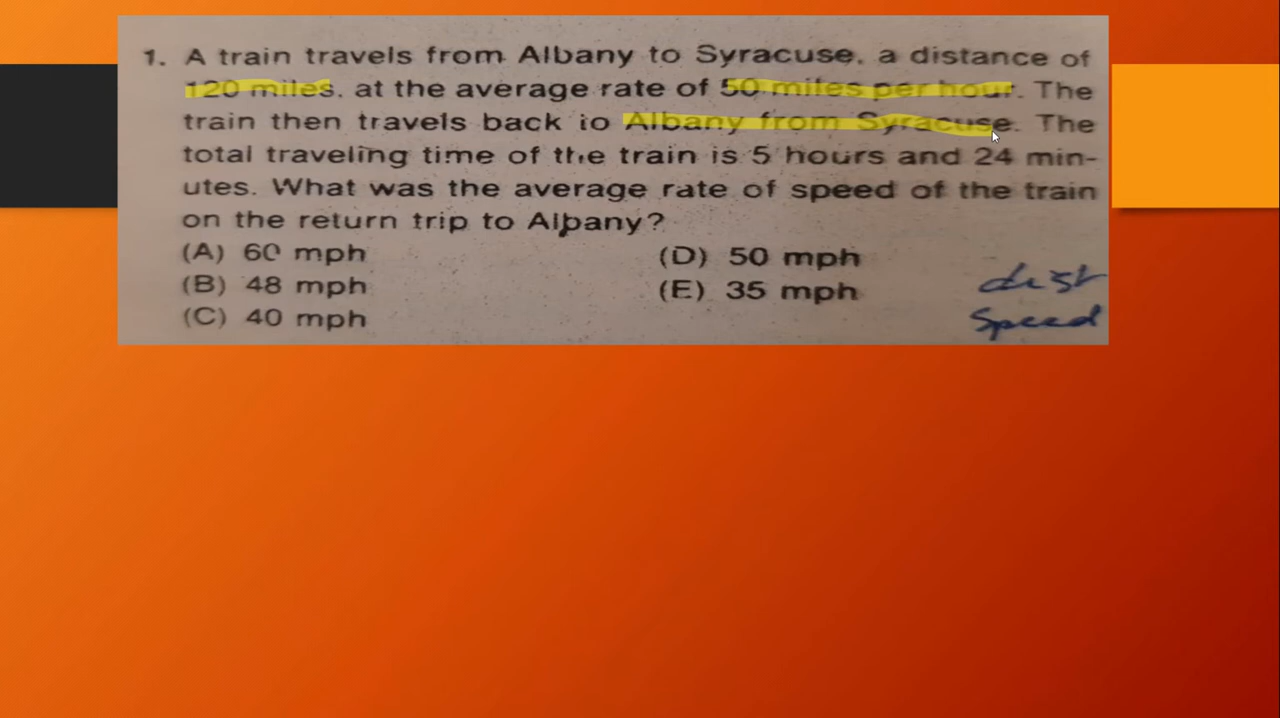 1. A train travels from Albany to Syracuse, a distance of
120 miles, at the average rate of 50 miles per hour. The
train then travels back to Albany from Syracuse. The
total traveling time of the train is 5 hours and 24 min-
utes. What was the average rate of speed of the train
on the return trip to Albany?
(A) 60 mph (D) 50 mph
(B) 48 mph (E) 35 mph
(C) 40 mph
dist
Speed